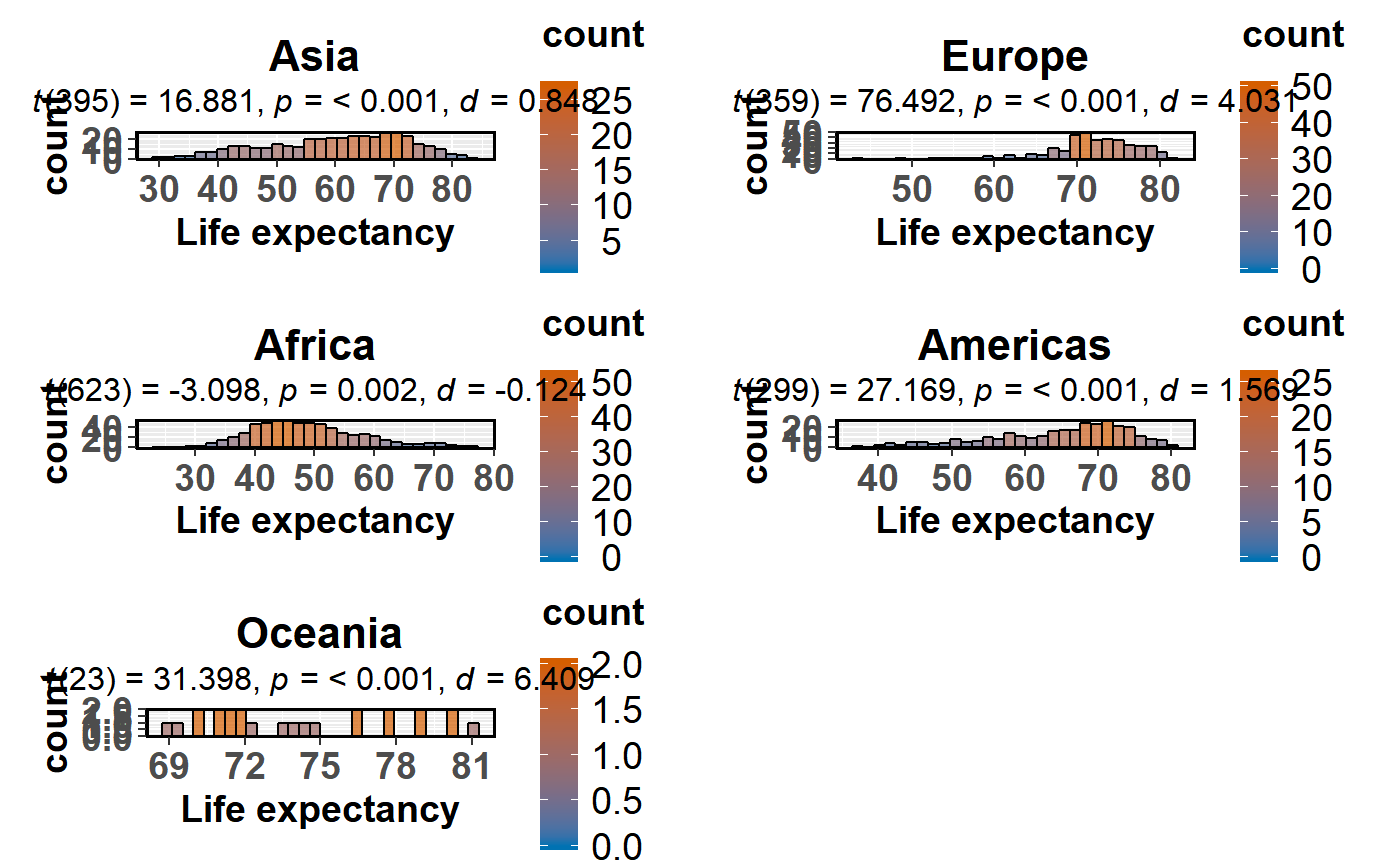 Asia
t(395) = 16.881, p = < 0.001, d = 0.848
count
30 40 50 60 70 80
Life expectancy
count
25
20
15
10
5
Europe
t(359) = 76.492, p = < 0.001, d = 4.031
count
50 60 70 80
Life expectancy
count
50
40
30
20
10
0
Africa
t(623) = -3.098, p = 0.002, d = -0.124
count
40
20
0
30 40 50 60 70 80
Life expectancy
count
50
40
30
20
10
0
Americas
t(299) = 27.169, p = < 0.001, d = 1.569
count
20
10
0
40 50 60 70 80
Life expectancy
count
25
20
15
10
5
0
Oceania
t(23) = 31.398, p = < 0.001, d = 6.409
count
69 72 75 78 81
Life expectancy
count
2.0
1.5
1.0
0.5
0.0